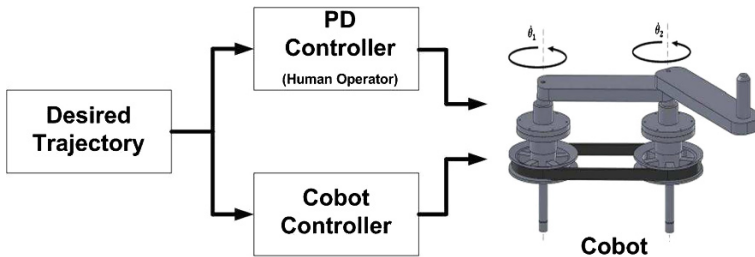 PD
Controller
(Human Operator)
Desired
Trajectory
Cobot
Controller
θ̇₁
θ̇₂
Cobot